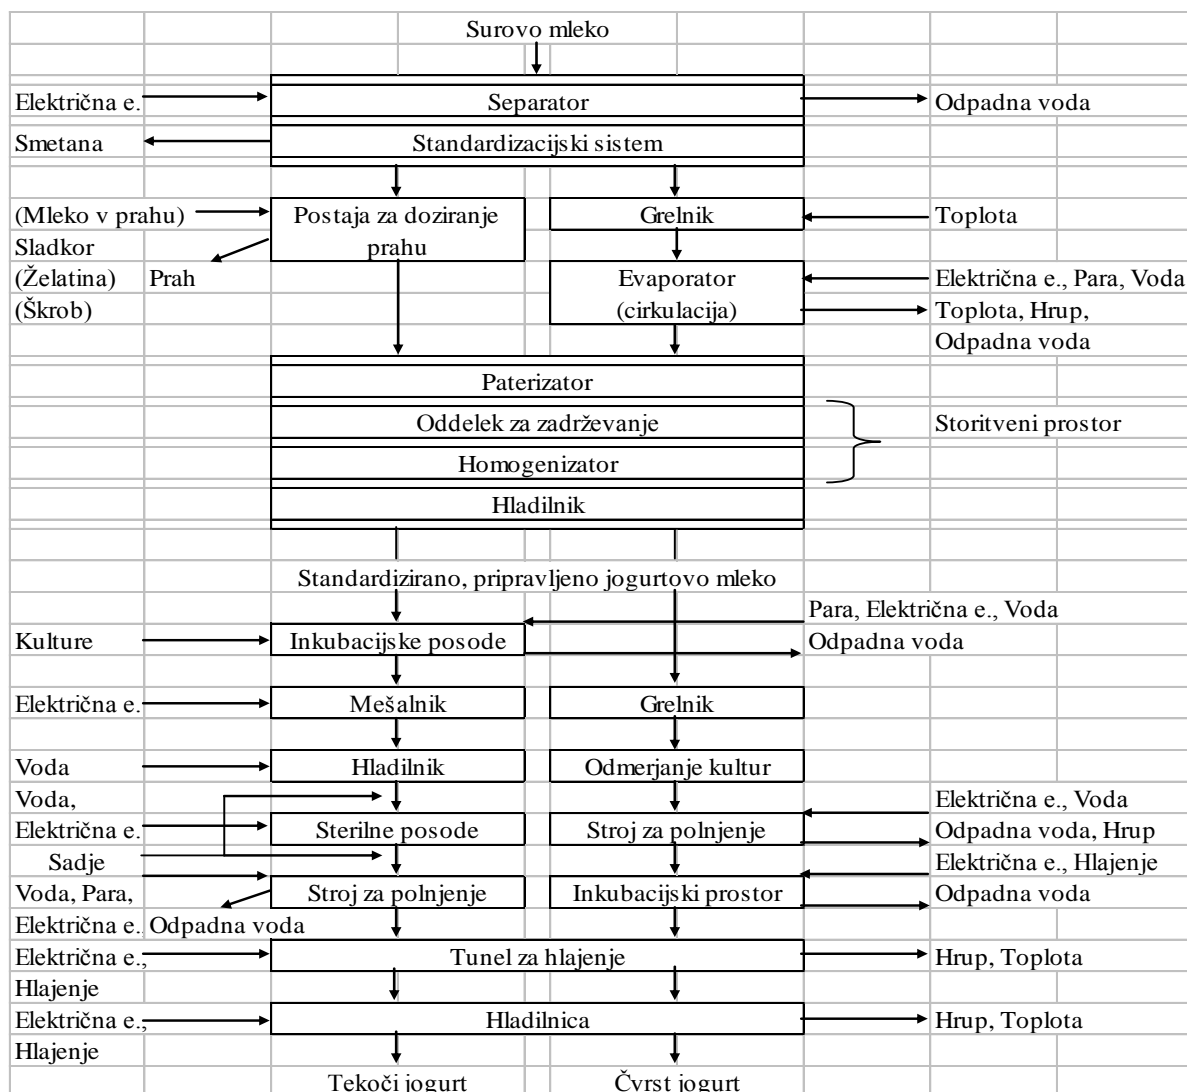 Surovo mleko
Električna e. Separator Odpadna voda
Smetana Standardizacijski sistem
(Mleko v prahu) Postaja za doziranje Grelnik Toplota
Sladkor prahu
(Želatina) Prah Evaporator Električna e., Para, Voda
(Škrob) (cirkulacija) Toplota, Hrup,
Odpadna voda
Paterizator
Oddelek za zadrževanje Storitveni prostor
Homogenizator
Hladilnik
Standardizirano, pripravljeno jogurtovo mleko
Para, Električna e., Voda
Kulture Inkubacijske posode Odpadna voda
Električna e. Mešalnik Grelnik
Voda Hladilnik Odmerjanje kultur
Voda, Električna e., Voda
Električna e. Sterilne posode Stroj za polnjenje Odpadna voda, Hrup
Sadje Električna e., Hlajenje
Voda, Para, Stroj za polnjenje Inkubacijski prostor Odpadna voda
Električna e., Odpadna voda
Električna e., Tunel za hlajenje Hrup, Toplota
Hlajenje
Električna e., Hladilnica Hrup, Toplota
Hlajenje
Tekoči jogurt Čvrst jogurt